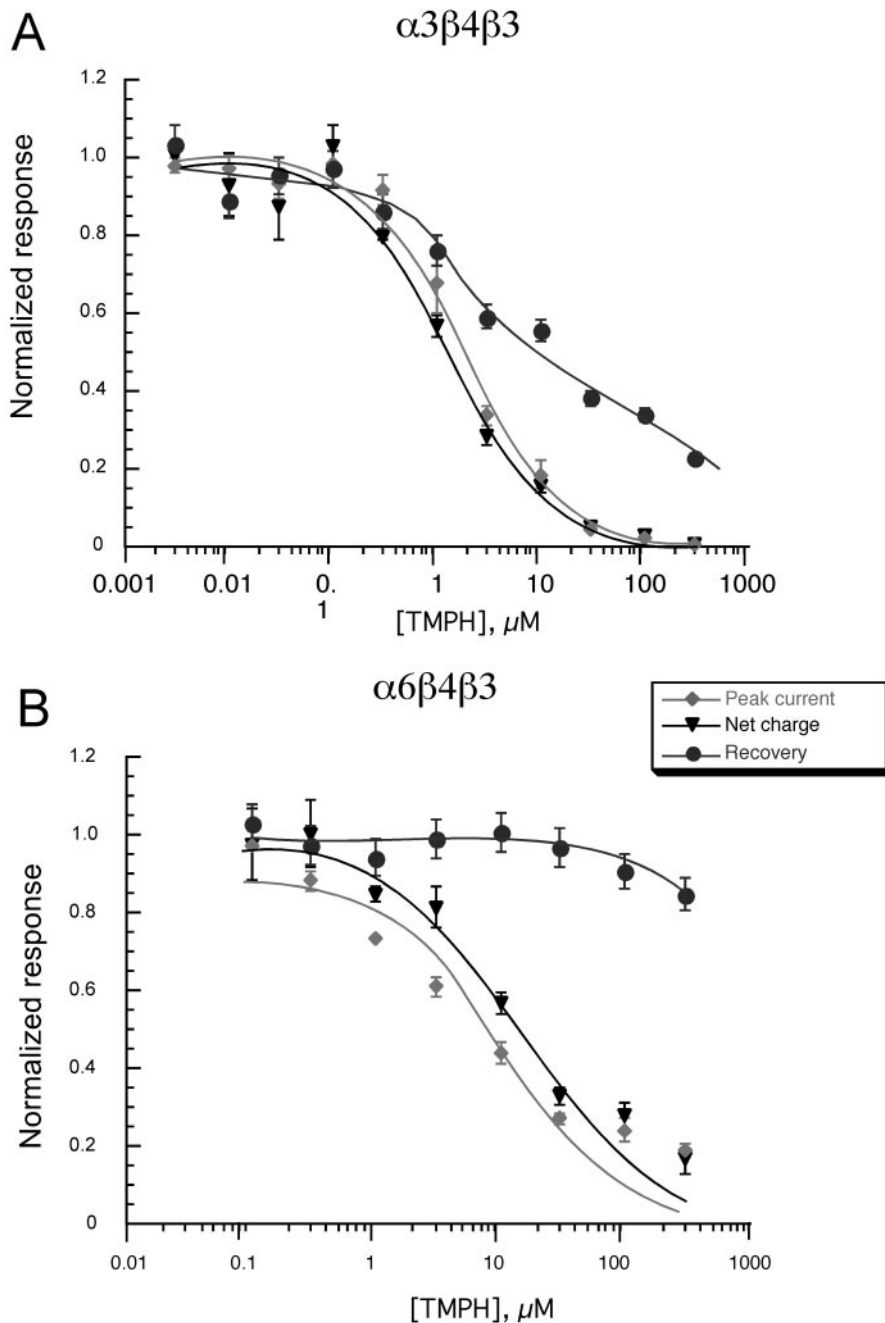 A
α3β4β3
1.2
1.0
0.8
0.6
0.4
0.2
0
Normalized response
0.001 0.01 0. 1 10 100 1000
1
[TMPH], μM
B
α6β4β3
Peak current
Net charge
Recovery
1.2
1.0
0.8
0.6
0.4
0.2
0
Normalized response
0.01 0.1 1 10 100 1000
[TMPH], μM